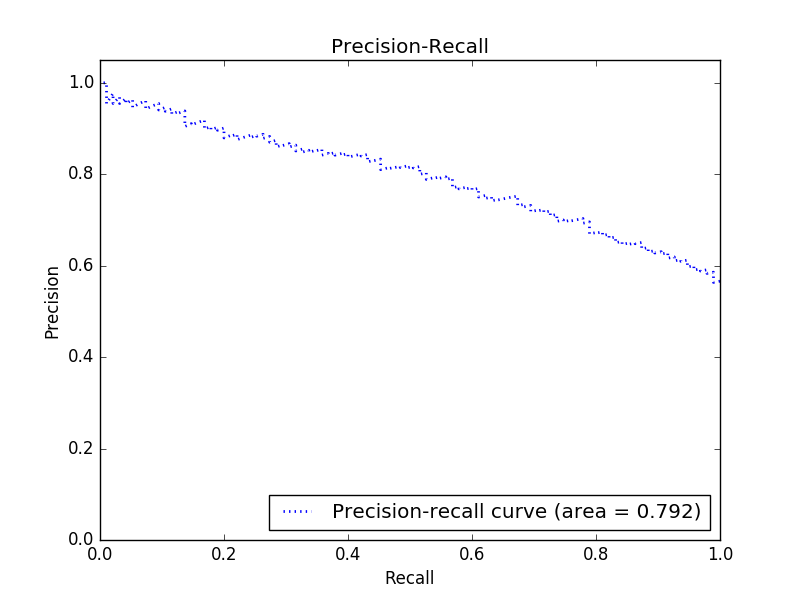 Precision-Recall
1.0
0.8
0.6
0.4
0.2
0.0
Precision
Precision-recall curve (area = 0.792)
0.0 0.2 0.4 0.6 0.8 1.0
Recall